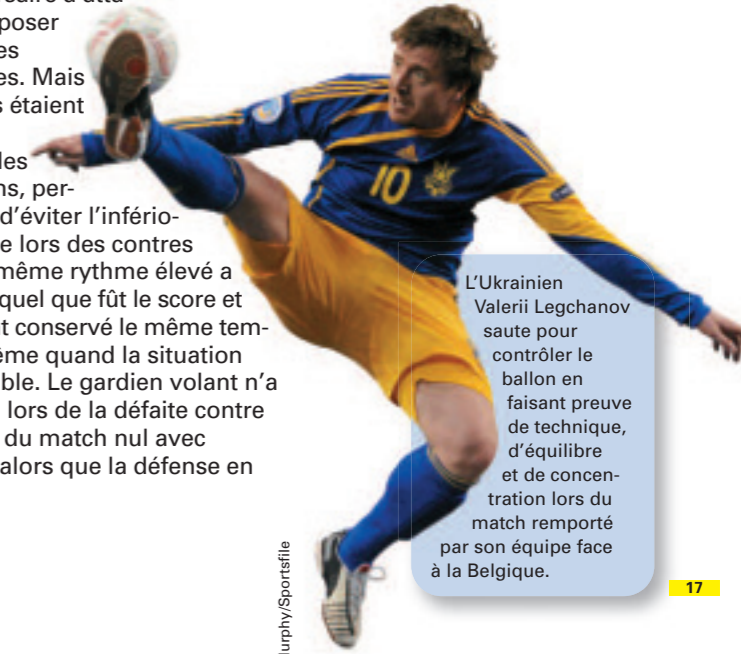 poser
es
es. Mais
s étaient
les
ns, per-
d'éviter l'inféro-
e lors des contres
même rythme élevé a
quel que fût le score et
t conservé le même tem-
ême quand la situation
ble. Le gardien volant n'a
lors de la défaite contre
du match nul avec
alors que la défense en
10
L'Ukrainien
Valerii Legchanov
saute pour
contrôler le
ballon en
faisant preuve
de technique,
d'équilibre
et de concen-
tration lors du
match remporté
par son équipe face
à la Belgique.
urphy/Sportsfile
17